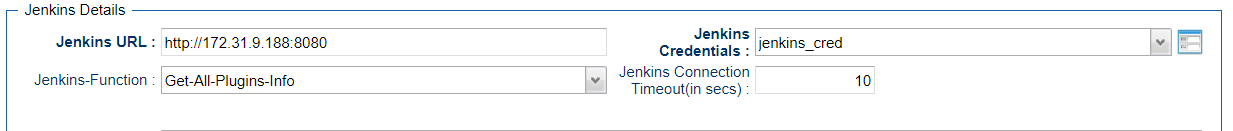 Jenkins Details
Jenkins URL : http://172.31.9.188:8080 Jenkins Credentials : jenkins_cred
Jenkins-Function : Get-All-Plugins-Info Jenkins Connection Timeout(in secs) : 10